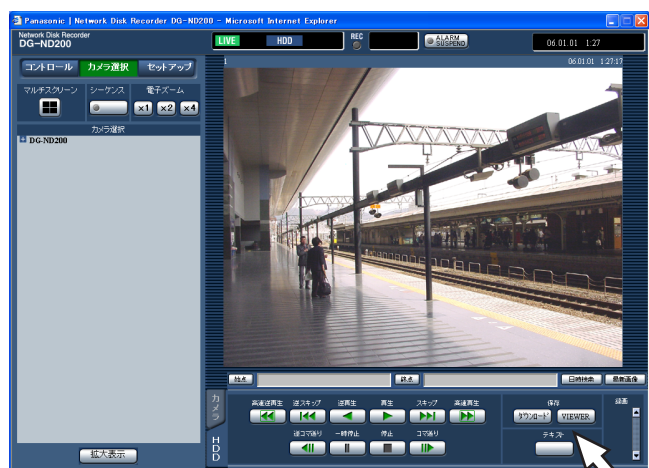 Panasonic | Network Disk Recorder DG-ND200 - Microsoft Internet Explorer
Network Disk Recorder
DG-ND200
LIVE
HDD
REC
ALARM
SUSPEND
06.01.01 1:27
コントロール
カメラ選択
セットアップ
1
06.01.01 1:27:17
マルチスクリーン
シーケンス
電子ズーム
x1
x2
x4
カメラ選択
DG-ND200
始点
終点
日時検索
最新画像
カメラ
HDD
高速逆再生
逆スキップ
逆再生
再生
スキップ
高速再生
保存
録画
ダウンロード
VIEWER
逆コマ送り
一時停止
停止
コマ送り
テキスト
拡大表示